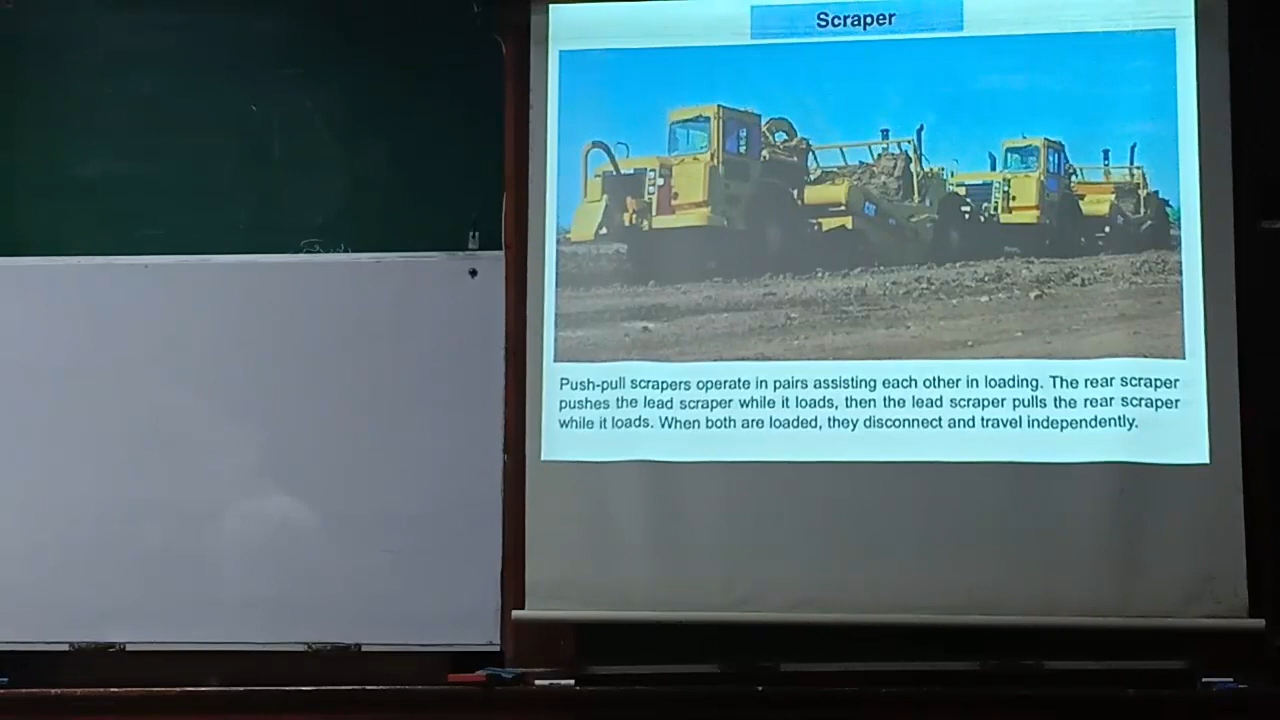 Scraper
CAT
Push-pull scrapers operate in pairs assisting each other in loading. The rear scraper
pushes the lead scraper while it loads, then the lead scraper pulls the rear scraper
while it loads. When both are loaded, they disconnect and travel independently.